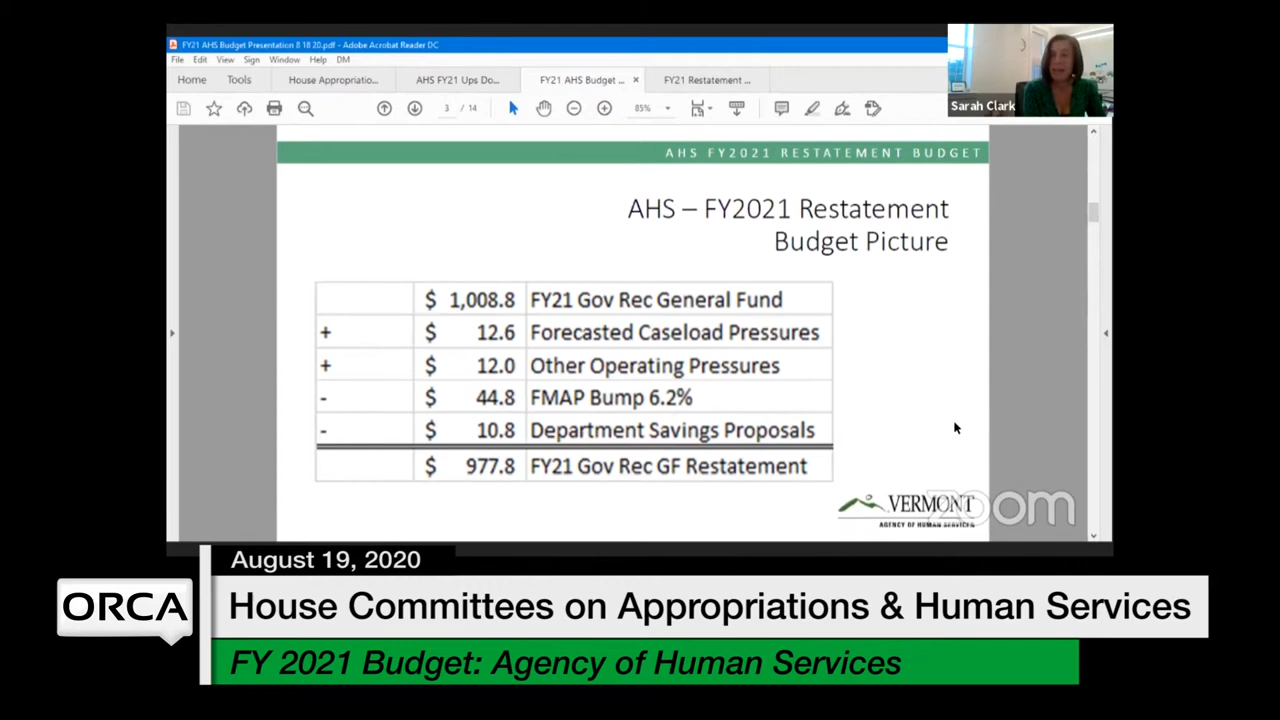 FY21 AHS Budget Presentation 8 18 20.pdf - Adobe Acrobat Reader DC
File Edit View Sign Window Help DM
Home Tools House Appropriatio... AHS FY21 Ups Do... FY21 AHS Budget ... × FY21 Restatement ...
3 / 14 85%
Sarah Clark
AHS FY2021 RESTATEMENT BUDGET
AHS – FY2021 Restatement
Budget Picture
$ 1,008.8 FY21 Gov Rec General Fund
+ $ 12.6 Forecasted Caseload Pressures
+ $ 12.0 Other Operating Pressures
- $ 44.8 FMAP Bump 6.2%
- $ 10.8 Department Savings Proposals
$ 977.8 FY21 Gov Rec GF Restatement
VERMONT
AGENCY OF HUMAN SERVICES
zoom
August 19, 2020
ORCA
House Committees on Appropriations & Human Services
FY 2021 Budget: Agency of Human Services